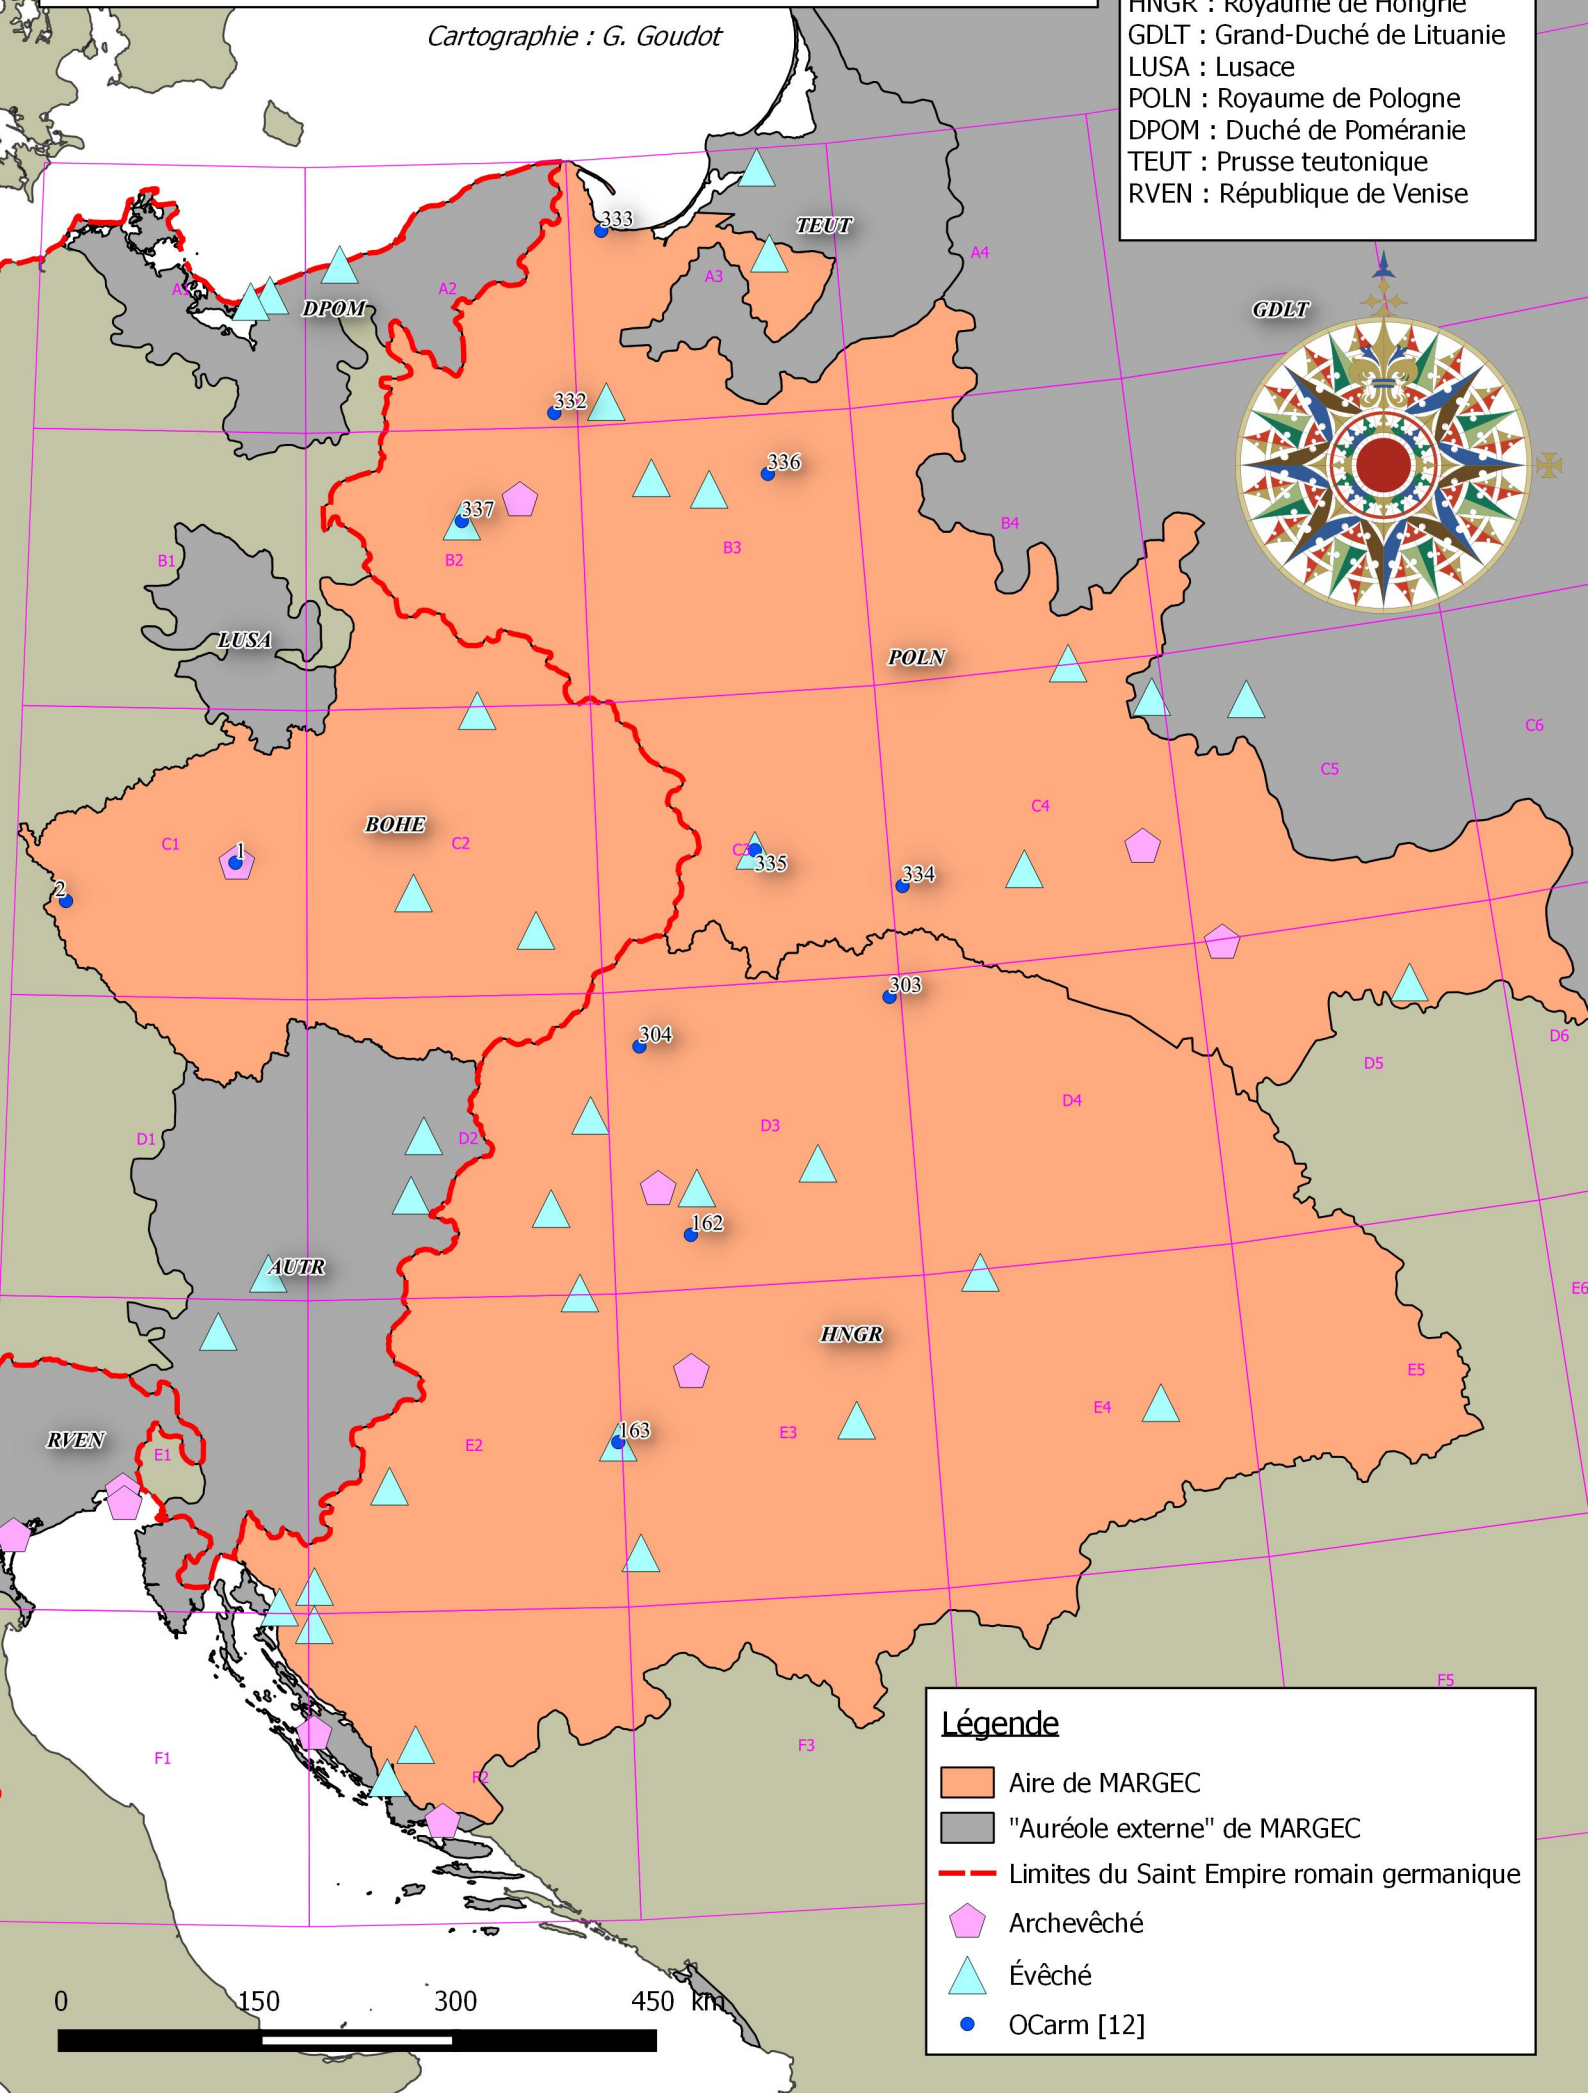 HNGR : Royaume de Hongrie
Cartographie : G. Goudot
GDLT : Grand-Duché de Lituanie
LUSA : Lusace
POLN : Royaume de Pologne
DPOM : Duché de Poméranie
TEUT : Prusse teutonique
RVEN : République de Venise
333
TEUT
A4
A3
A1
A2
DPOM
GDLT
332
336
337
B4
B3
B1
B2
LUSA
POLN
C6
C5
C4
BOHE
C1
C2
C3
1
335
334
2
303
304
D6
D5
D4
D3
D1
D2
162
AUTR
E6
HNGR
E5
E4
163
E3
RVEN
E2
E1
F5
F3
F1
F2
Légende
Aire de MARGEC
"Auréole externe" de MARGEC
Limites du Saint Empire romain germanique
Archevêché
Évêché
OCarm [12]
0 150 300 450 km